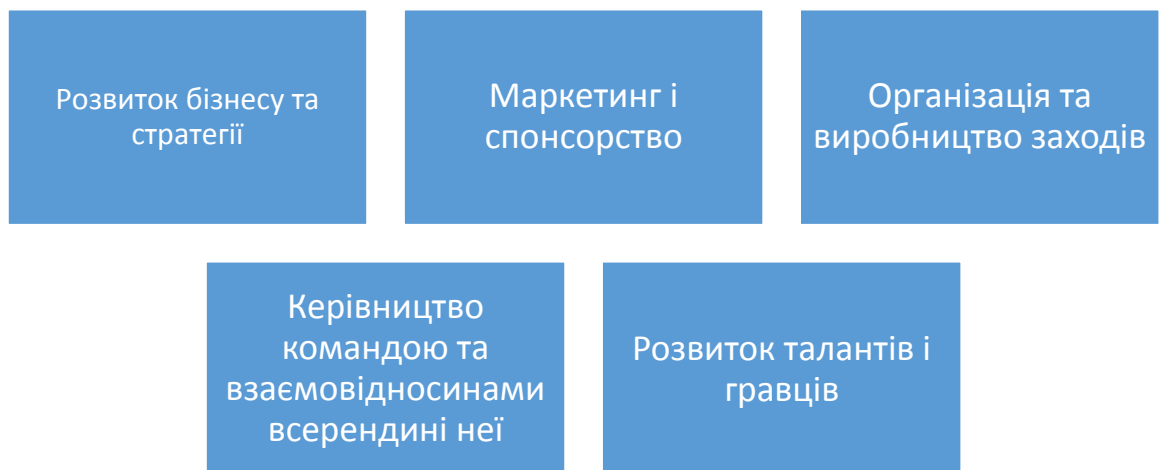 Розвиток бізнесу та
стратегії
Маркетинг і
спонсорство
Організація та
виробництво заходів
Керівництво
командою та
взаємовідносинами
всерендині неї
Розвиток талантів і
гравців